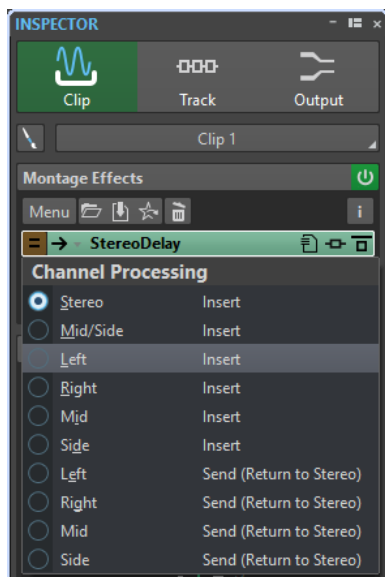 INSPECTOR
Clip Track Output
Clip 1
Montage Effects
Menu i
StereoDelay
Channel Processing
Stereo Insert
Mid/Side Insert
Left Insert
Right Insert
Mid Insert
Side Insert
Left Send (Return to Stereo)
Right Send (Return to Stereo)
Mid Send (Return to Stereo)
Side Send (Return to Stereo)